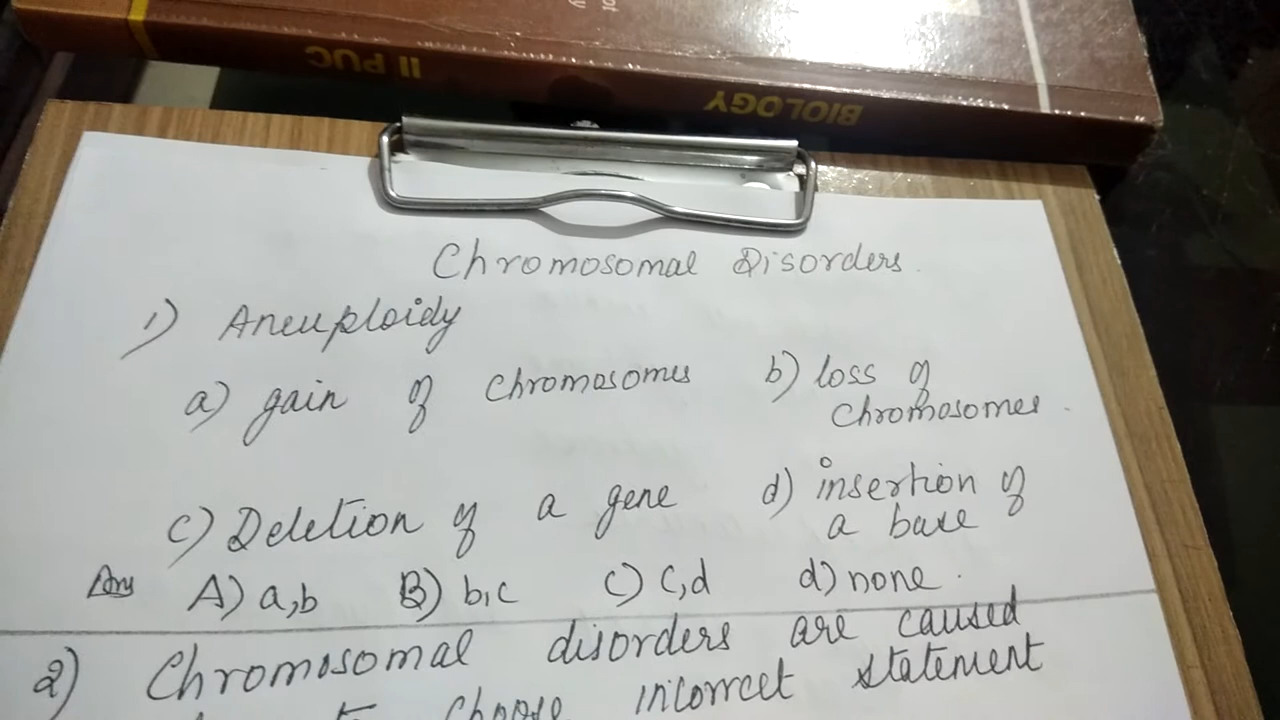 II PUC
BIOLOGY
Chromosomal Disorders.
1) Aneuploidy
a) gain of chromosomes b) loss of
chromosomes.
c) Deletion of a gene d) insertion of
a base
Ans A) a,b B) b,c C) c,d d) none.
2) Chromosomal disorders are caused
choose incorrect statement